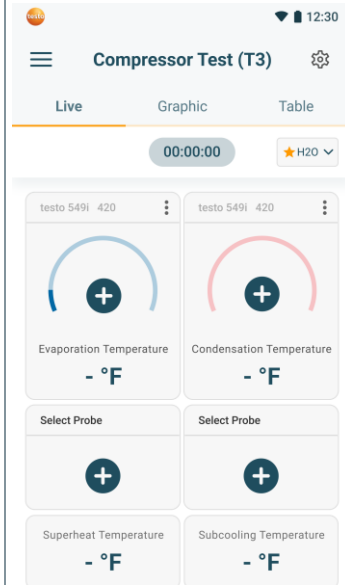 testo
12:30
Compressor Test (T3)
Live Graphic Table
00:00:00 H2O
testo 549i 420 testo 549i 420
Evaporation Temperature Condensation Temperature
- °F - °F
Select Probe Select Probe
Superheat Temperature Subcooling Temperature
- °F - °F